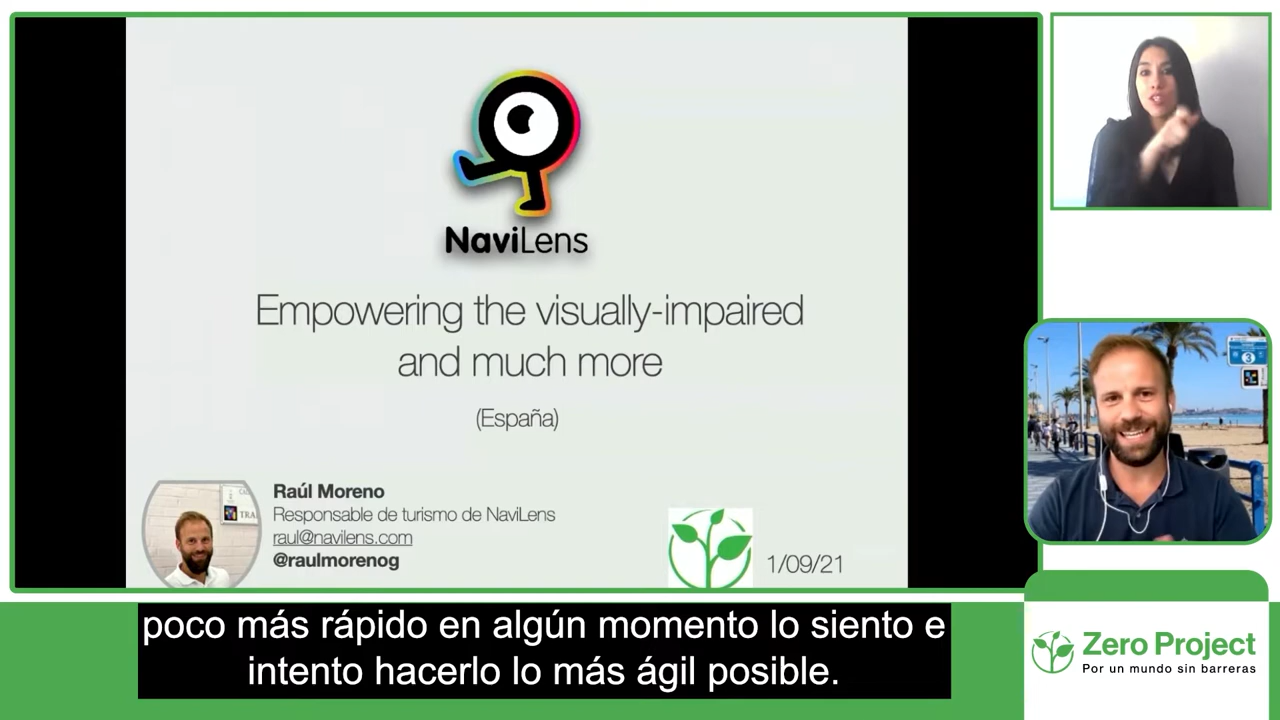 NaviLens
Empowering the visually-impaired
and much more
(España)
Raúl Moreno
Responsable de turismo de NaviLens
raul@navilens.com
@raulmorenog
1/09/21
TRA
3
poco más rápido en algún momento lo siento e
intento hacerlo lo más ágil posible.
Zero Project
Por un mundo sin barreras